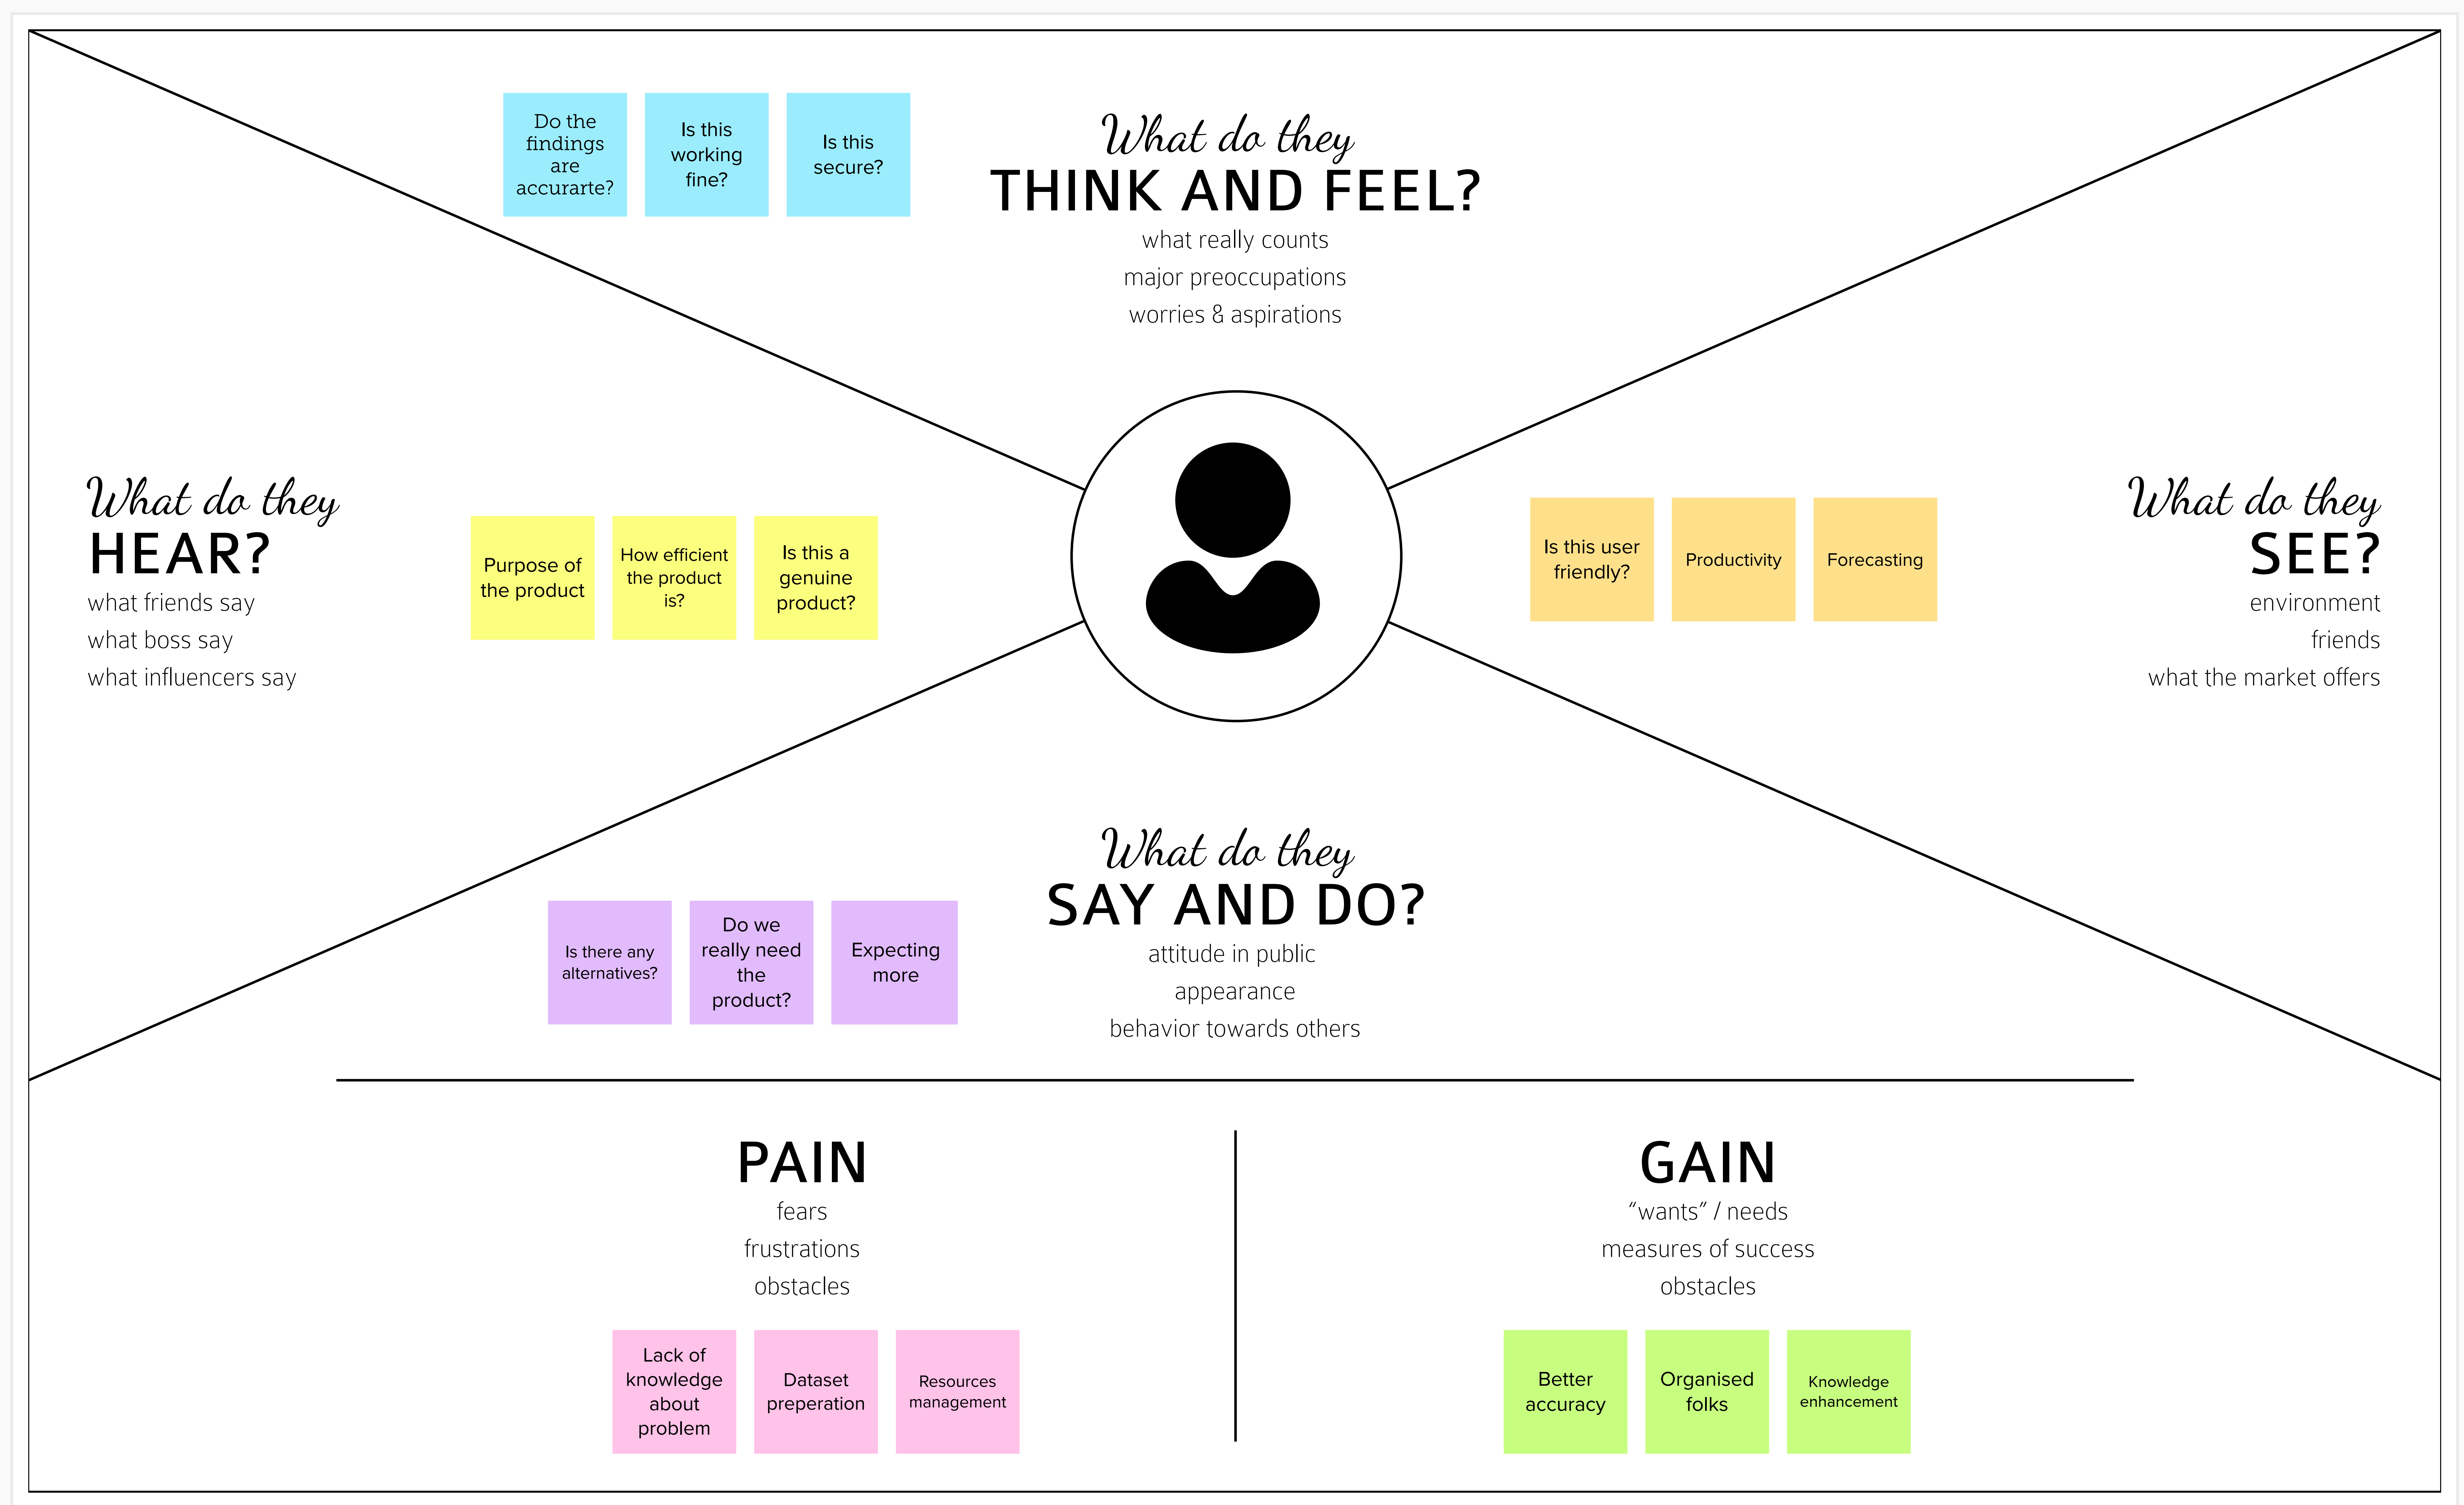 Do the
findings
are
accurarte?
Is this
working
fine?
Is this
secure?
What do they
THINK AND FEEL?
what really counts
major preoccupations
worries & aspirations
What do they
HEAR?
what friends say
what boss say
what influencers say
Purpose of
the product
How efficient
the product
is?
Is this a
genuine
product?
Is this user
friendly?
Productivity
Forecasting
What do they
SEE?
environment
friends
what the market offers
What do they
SAY AND DO?
attitude in public
appearance
behavior towards others
Is there any
alternatives?
Do we
really need
the
product?
Expecting
more
PAIN
fears
frustrations
obstacles
Lack of
knowledge
about
problem
Dataset
preperation
Resources
management
GAIN
“wants” / needs
measures of success
obstacles
Better
accuracy
Organised
folks
Knowledge
enhancement